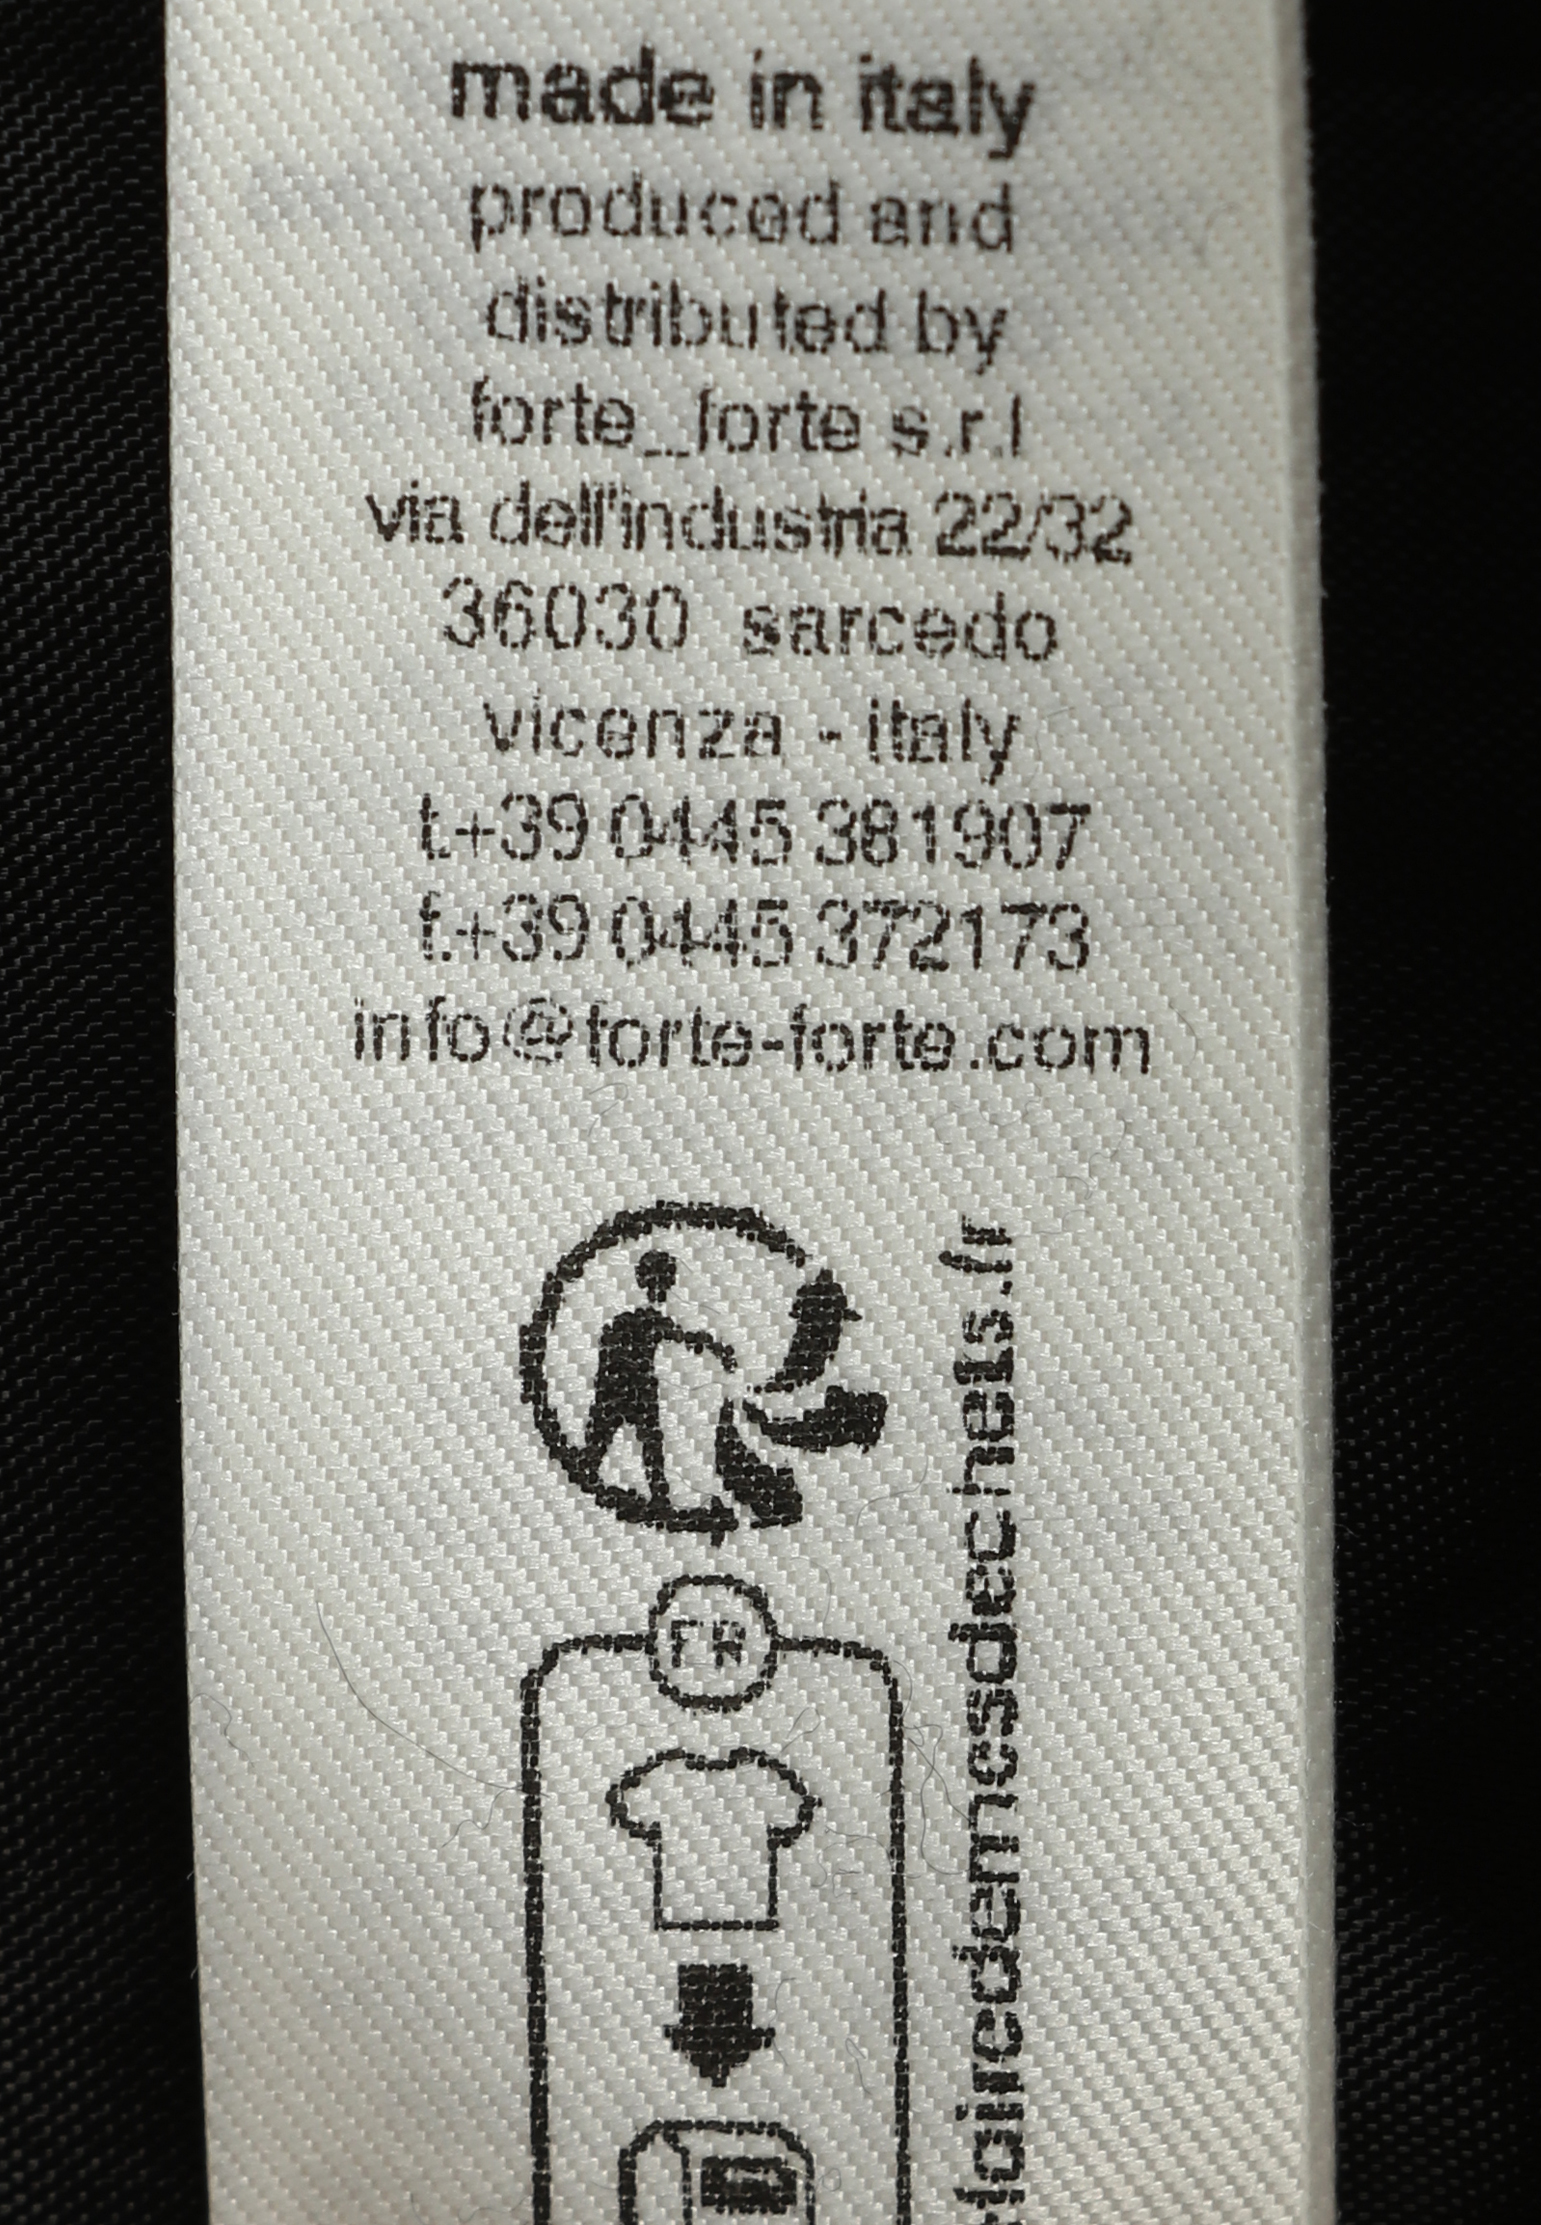 made in italy
produced and
distributed by
forte_forte s.r.l
via dell'industria 22/32
36030 sarcedo
vicenza - italy
t.+39 0445 381907
f.+39 0445 372173
info@forte-forte.com
FR